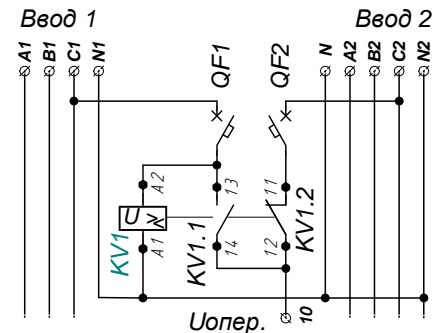 Ввод 1
Ввод 2
A1
B1
C1
N1
QF1
QF2
N
A2
B2
C2
N2
A2
13
11
U
KV1
A1
KV1.1
14
12
KV1.2
10
Uопер.